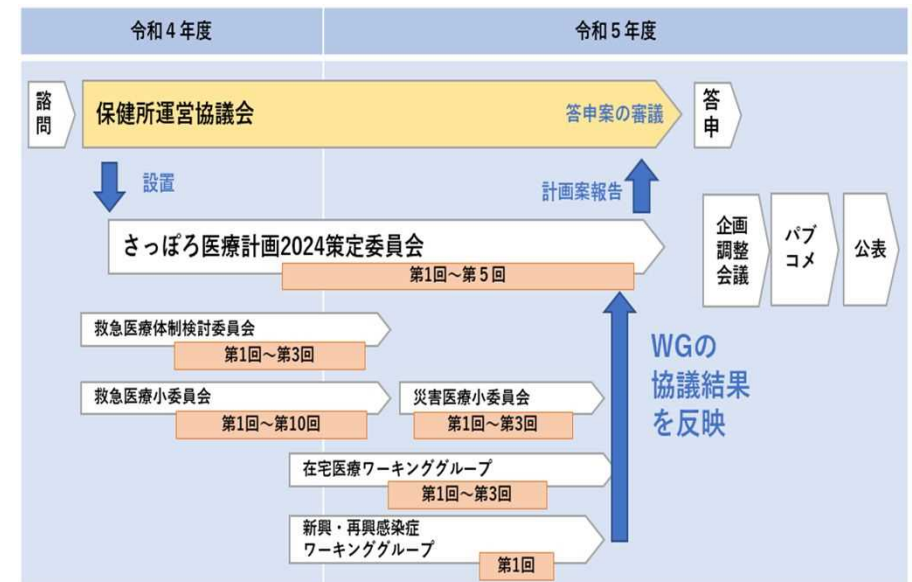 令和４年度
令和５年度
諮
問
保健所運営協議会
答申案の審議
答
申
設置
計画案報告
さっぽろ医療計画2024策定委員会
第1回～第５回
企画
調整
会議
パブ
コメ
公表
救急医療体制検討委員会
第1回～第3回
救急医療小委員会
第1回～第10回
災害医療小委員会
第1回～第3回
在宅医療ワーキンググループ
第1回～第3回
新興・再興感染症
ワーキンググループ
第1回
WGの
協議結果
を反映